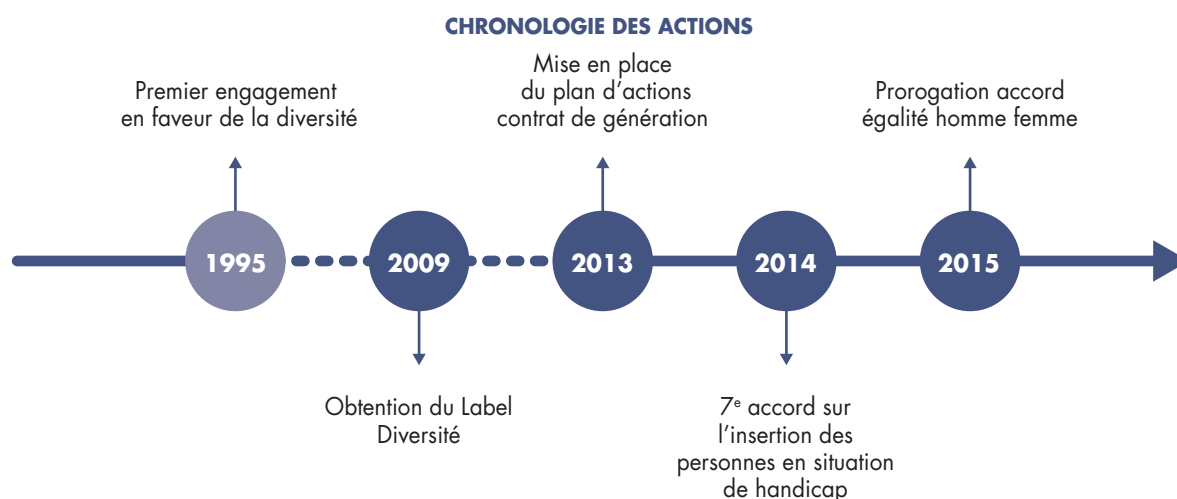 CHRONOLOGIE DES ACTIONS
Premier engagement
en faveur de la diversité
Mise en place
du plan d’actions
contrat de génération
Prorogation accord
égalité homme femme
1995
2009
2013
2014
2015
Obtention du Label
Diversité
7e accord sur
l’insertion des
personnes en situation
de handicap